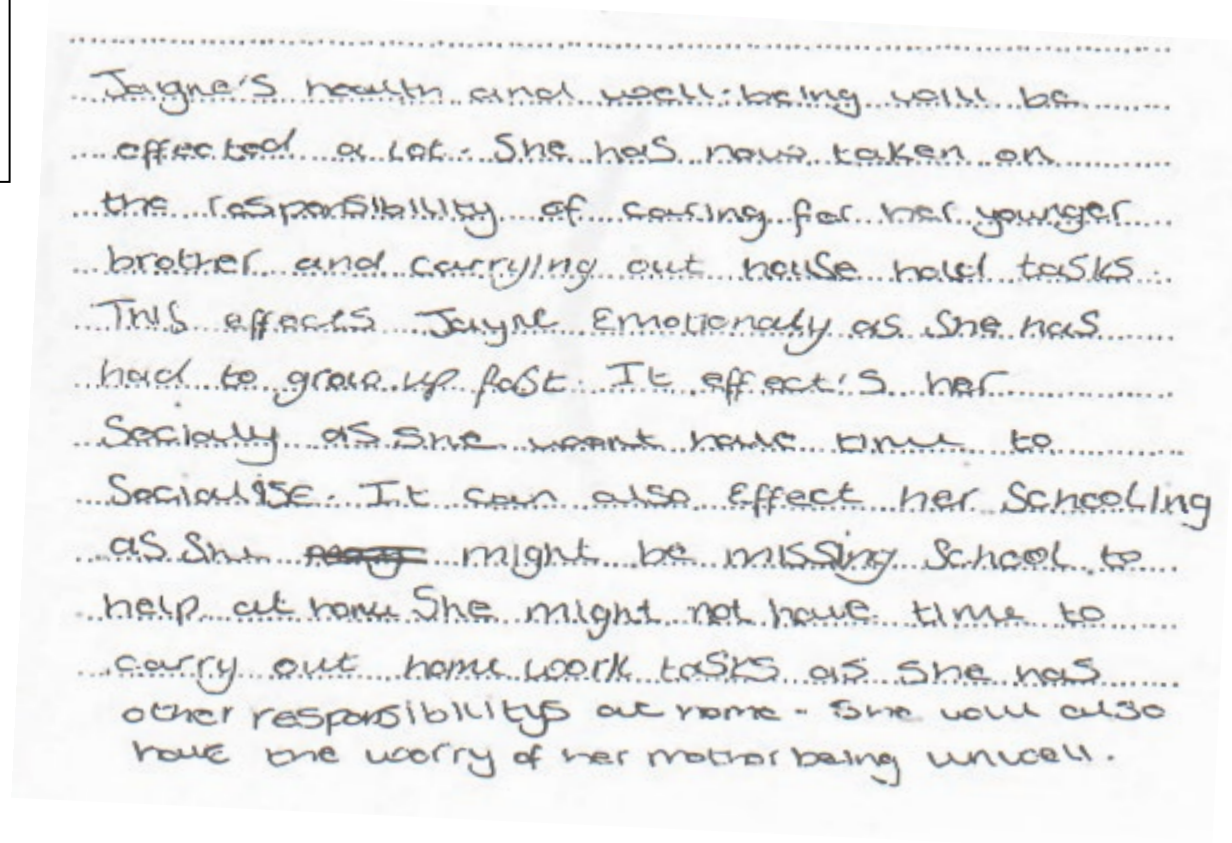 Jaigne's health and well-being will be
effected a lot. She has now taken on
the responsibility of caring for her younger
brother and carrying out house hold tasks.
This effects Jayne Emotionaly as She has
had to grow up fast. It effect's her
Socially as She woont have time to
Socialise. It can also Effect her Schooling
as She might be missing School to
help at home She might not have time to
carry out home work tasks as She has
other responsibilitys at home - She will also
have the worry of her mother being unwell.